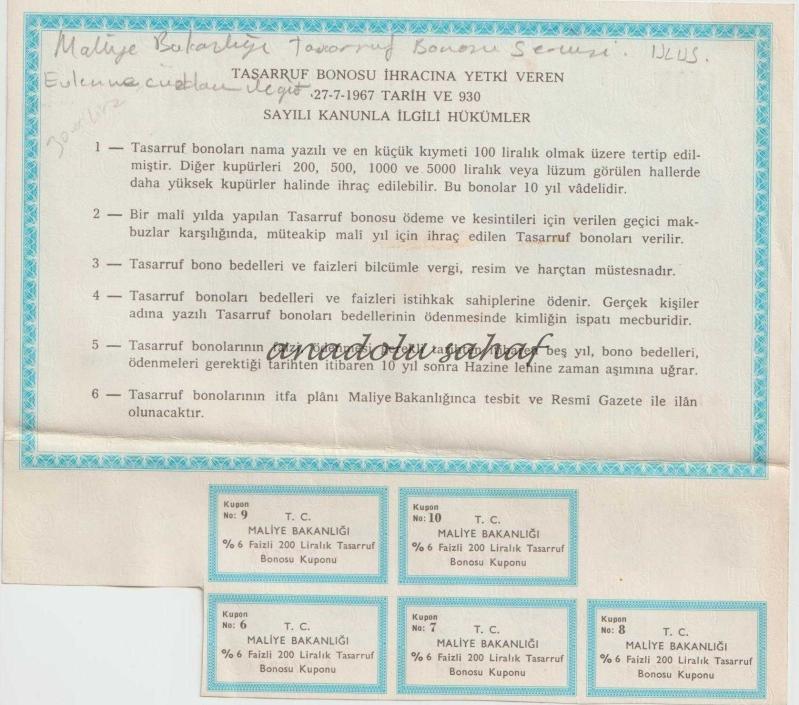 Maliye Bakanlığı Tasarruf Bonosu Servisi. ULUS.
TASARRUF BONOSU İHRACINA YETKİ VEREN
27-7-1967 TARİH VE 930
SAYILI KANUNLA İLGİLİ HÜKÜMLER
1 — Tasarruf bonoları nama yazılı ve en küçük kıymeti 100 liralık olmak üzere tertip edil-
miştir. Diğer kupürleri 200, 500, 1000 ve 5000 liralık veya lüzum görülen hallerde
daha yüksek kupürler halinde ihraç edilebilir. Bu bonolar 10 yıl vâdelidir.
2 — Bir malî yılda yapılan Tasarruf bonosu ödeme ve kesintileri için verilen geçici mak-
buzlar karşılığında, müteakip malî yıl için ihraç edilen Tasarruf bonoları verilir.
3 — Tasarruf bono bedelleri ve faizleri bilcümle vergi, resim ve harçtan müstesnadır.
4 — Tasarruf bonoları bedelleri ve faizleri istihkak sahiplerine ödenir. Gerçek kişiler
adına yazılı Tasarruf bonoları bedellerinin ödenmesinde kimliğin ispatı mecburidir.
5 — Tasarruf bonolarının faizi, ödenmesi gerekli tarihten itibaren beş yıl, bono bedelleri,
anadolu sahaf
ödenmeleri gerektiği tarihten itibaren 10 yıl sonra Hazine lehine zaman aşımına uğrar.
6 — Tasarruf bonolarının itfa plânı Maliye Bakanlığınca tesbit ve Resmî Gazete ile ilân
olunacaktır.
Kupon
No: 9
T. C.
MALİYE BAKANLIĞI
% 6 Faizli 200 Liralık Tasarruf
Bonosu Kuponu
Kupon
No: 10
T. C.
MALİYE BAKANLIĞI
% 6 Faizli 200 Liralık Tasarruf
Bonosu Kuponu
Kupon
No: 6
T. C.
MALİYE BAKANLIĞI
% 6 Faizli 200 Liralık Tasarruf
Bonosu Kuponu
Kupon
No: 7
T. C.
MALİYE BAKANLIĞI
% 6 Faizli 200 Liralık Tasarruf
Bonosu Kuponu
Kupon
No: 8
T. C.
MALİYE BAKANLIĞI
% 6 Faizli 200 Liralık Tasarruf
Bonosu Kuponu